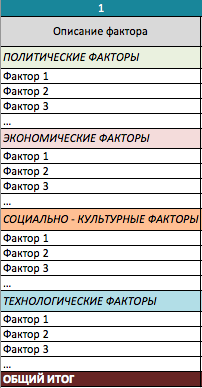 1
Описание фактора
ПОЛИТИЧЕСКИЕ ФАКТОРЫ
Фактор 1
Фактор 2
Фактор 3
...
ЭКОНОМИЧЕСКИЕ ФАКТОРЫ
Фактор 1
Фактор 2
Фактор 3
...
СОЦИАЛЬНО - КУЛЬТУРНЫЕ ФАКТОРЫ
Фактор 1
Фактор 2
Фактор 3
...
ТЕХНОЛОГИЧЕСКИЕ ФАКТОРЫ
Фактор 1
Фактор 2
Фактор 3
...
ОБЩИЙ ИТОГ